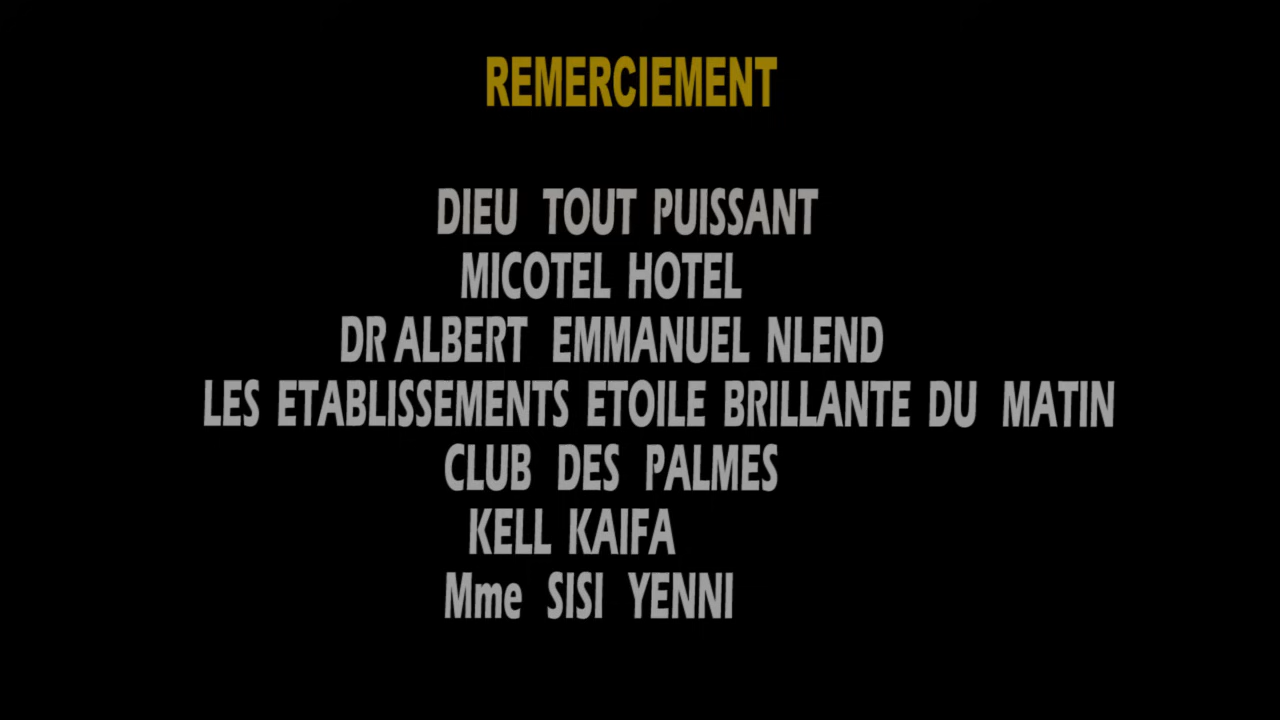 REMERCIEMENT
DIEU TOUT PUISSANT
MICOTEL HOTEL
DR ALBERT EMMANUEL NLEND
LES ETABLISSEMENTS ETOILE BRILLANTE DU MATIN
CLUB DES PALMES
KELL KAIFA
Mme SISI YENNI